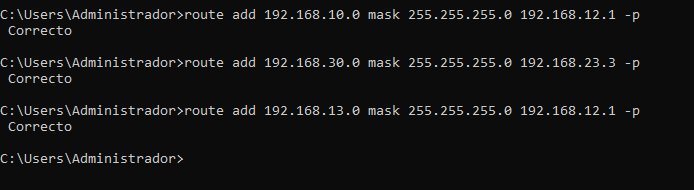 C:\Users\Administrador>route add 192.168.10.0 mask 255.255.255.0 192.168.12.1 -p
 Correcto
C:\Users\Administrador>route add 192.168.30.0 mask 255.255.255.0 192.168.23.3 -p
 Correcto
C:\Users\Administrador>route add 192.168.13.0 mask 255.255.255.0 192.168.12.1 -p
 Correcto
C:\Users\Administrador>